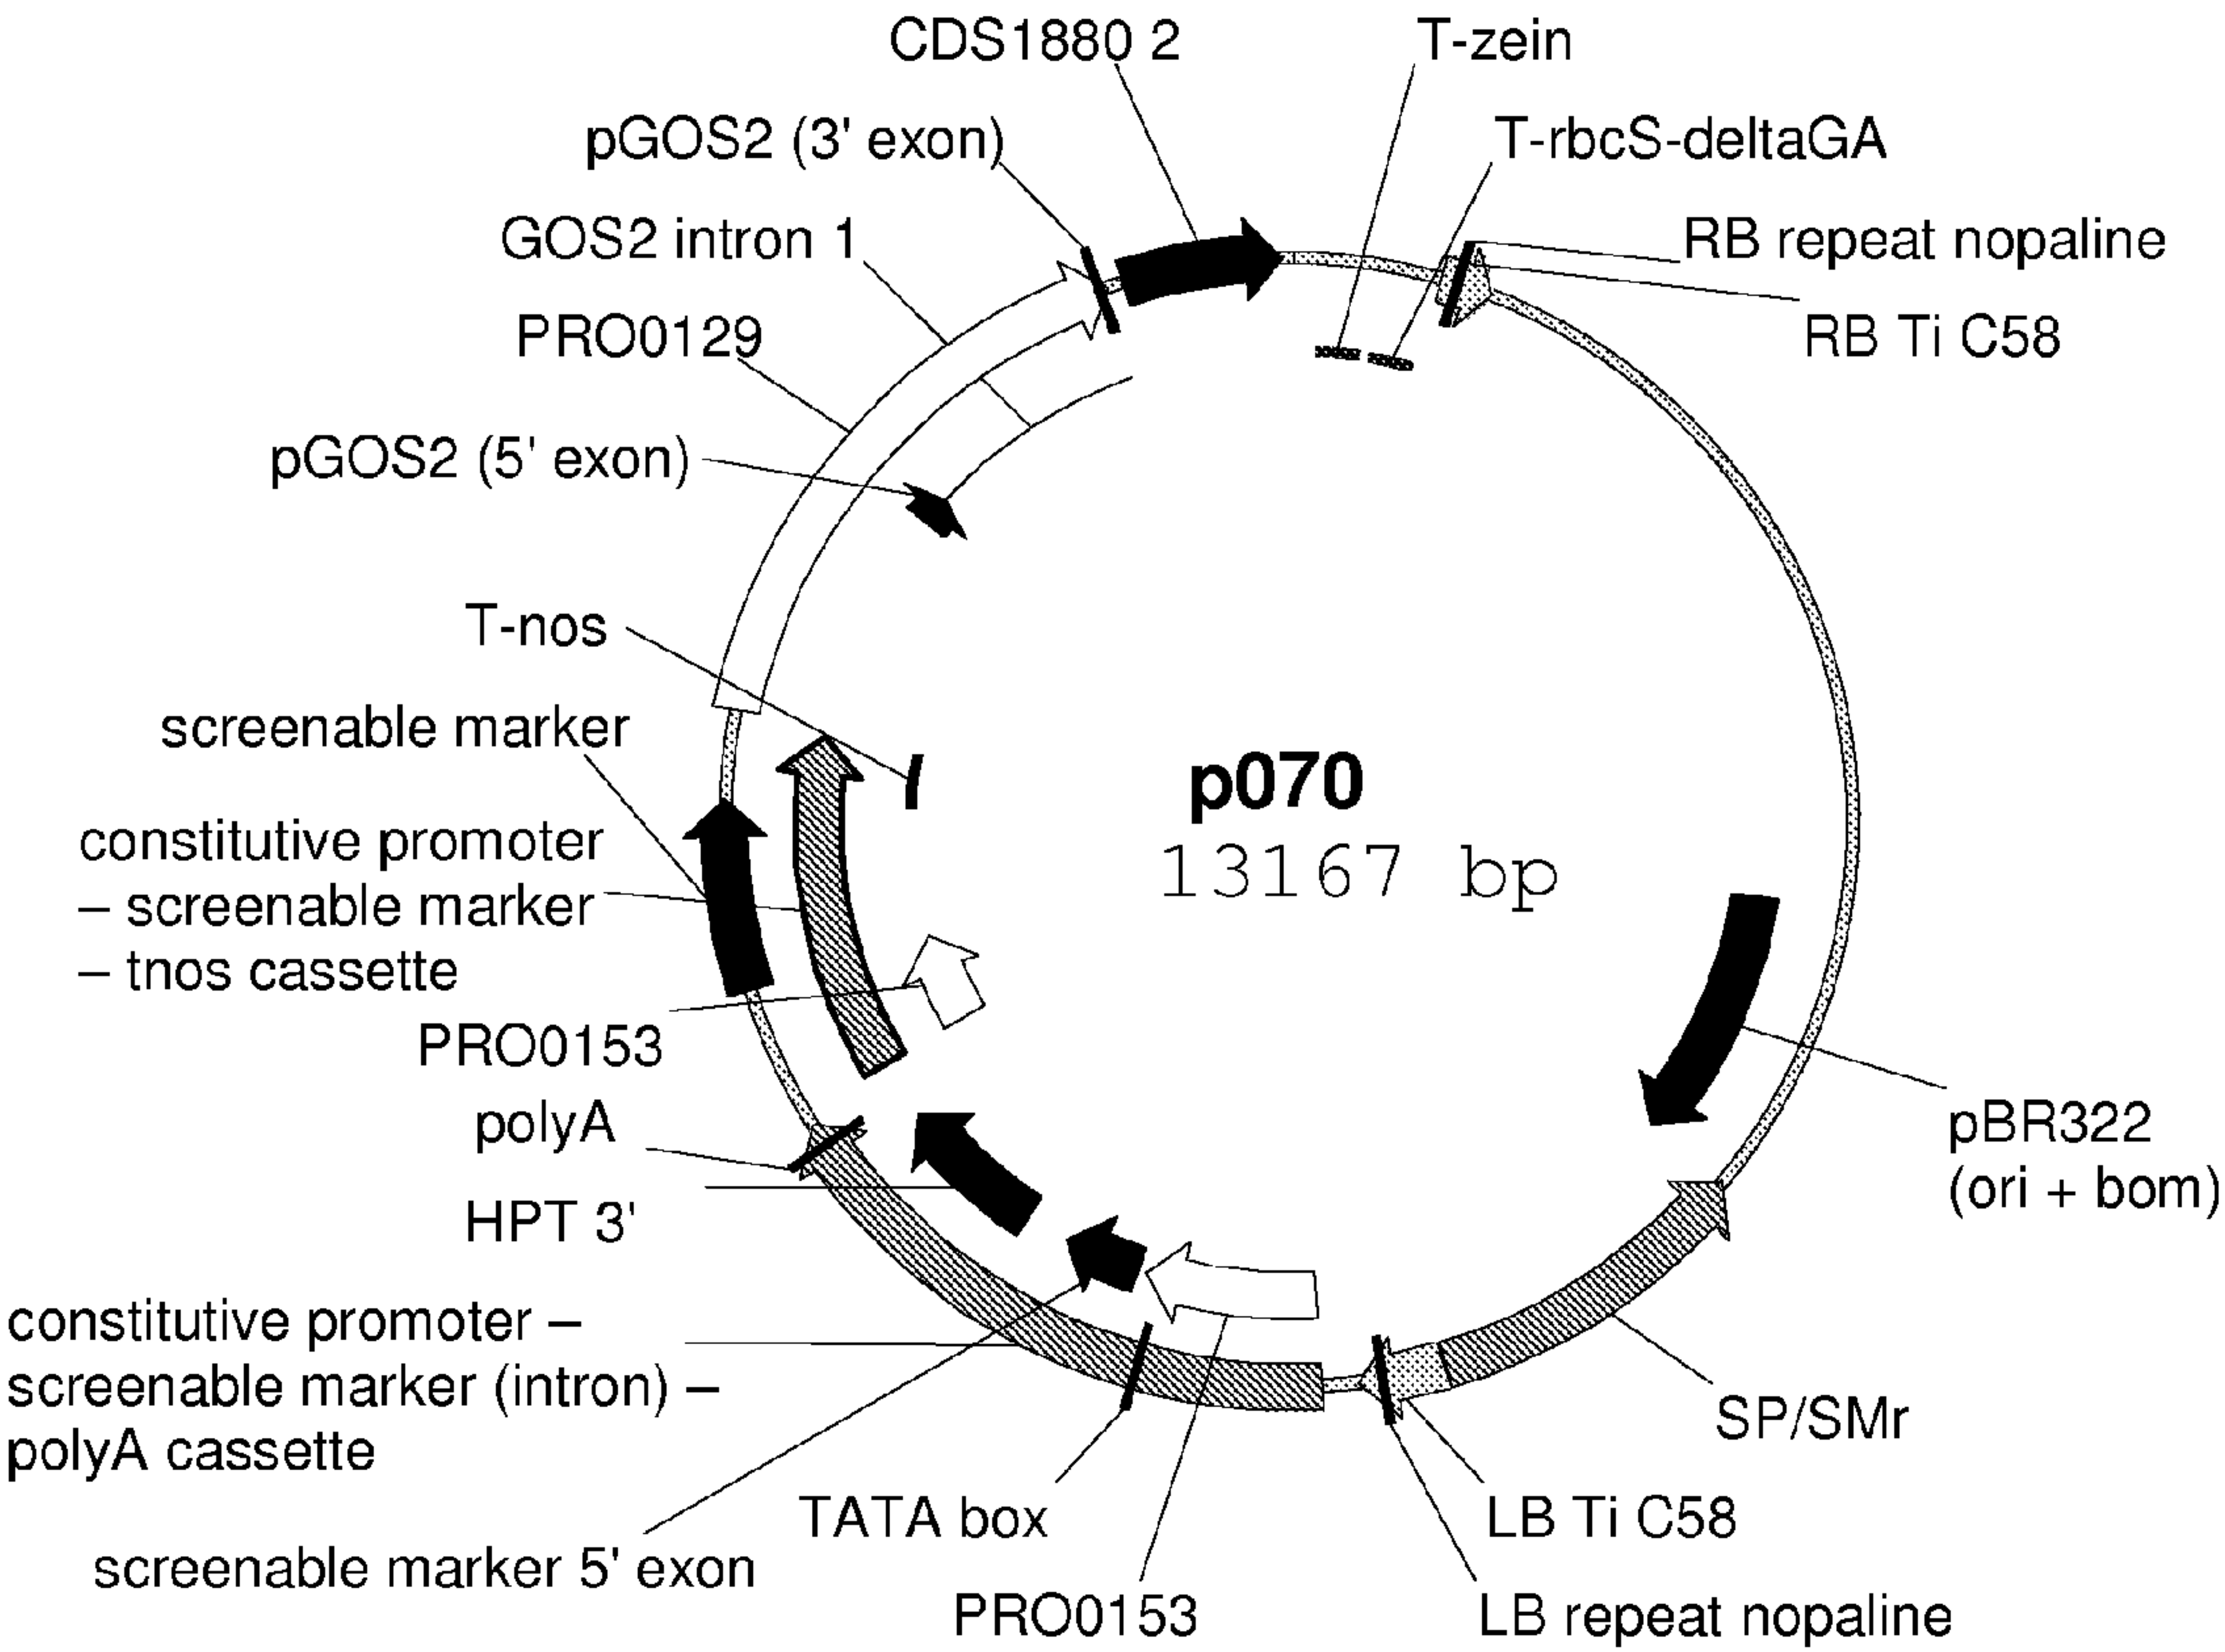 CDS1880 2
T-zein
pGOS2 (3' exon)
T-rbcS-deltaGA
GOS2 intron 1
RB repeat nopaline
PRO0129
RB Ti C58
pGOS2 (5' exon)
T-nos
screenable marker
p070
13167 bp
constitutive promoter
– screenable marker
– tnos cassette
PRO0153
polyA
pBR322
(ori + bom)
HPT 3'
constitutive promoter –
screenable marker (intron) –
polyA cassette
SP/SMr
TATA box
LB Ti C58
screenable marker 5' exon
PRO0153
LB repeat nopaline